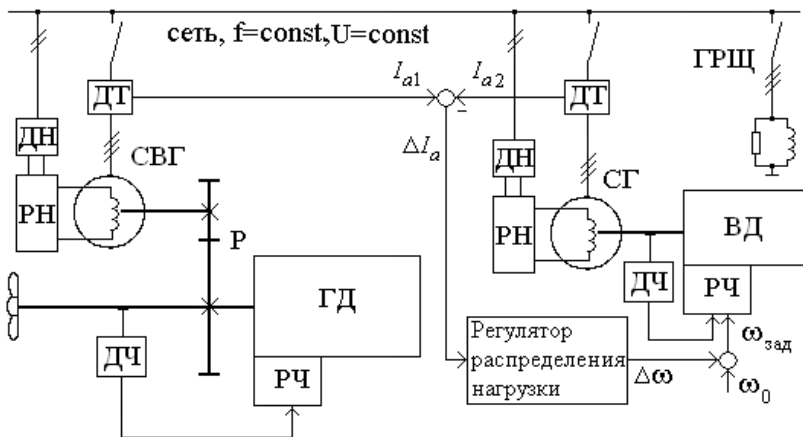 сеть, f=const,U=const
ГРЩ
ДТ
I_a1
I_a2
ДТ
–
ΔI_a
ДН
СВГ
ДН
СГ
РН
РН
Р
ВД
ГД
ДЧ
РЧ
ДЧ
РЧ
Регулятор
распределения
нагрузки
Δω
ω_зад
ω_0